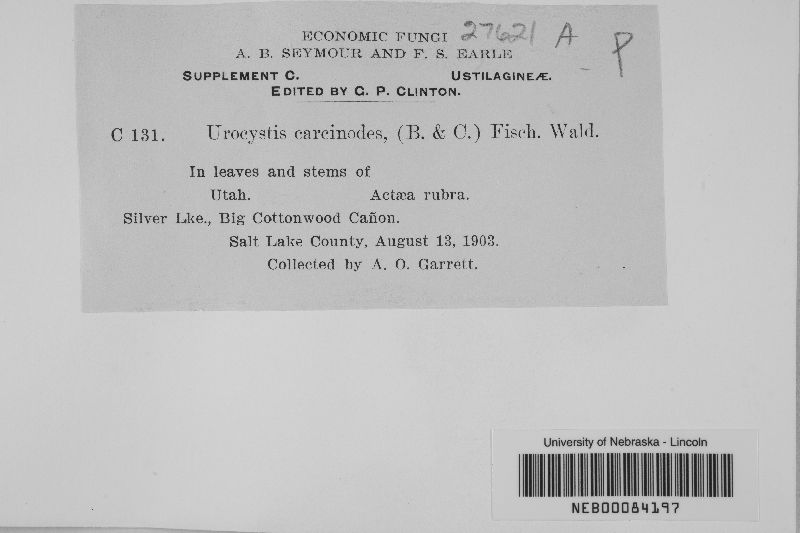 ECONOMIC FUNGI 27621 A P
A. B. SEYMOUR AND F. S. EARLE
SUPPLEMENT C. USTILAGINEÆ.
EDITED BY G. P. CLINTON.
C 131. Urocystis carcinodes, (B. & C.) Fisch. Wald.
In leaves and stems of
Utah. Actæa rubra.
Silver Lke., Big Cottonwood Cañon.
Salt Lake County, August 13, 1903.
Collected by A. O. Garrett.
University of Nebraska - Lincoln
NEB00084197